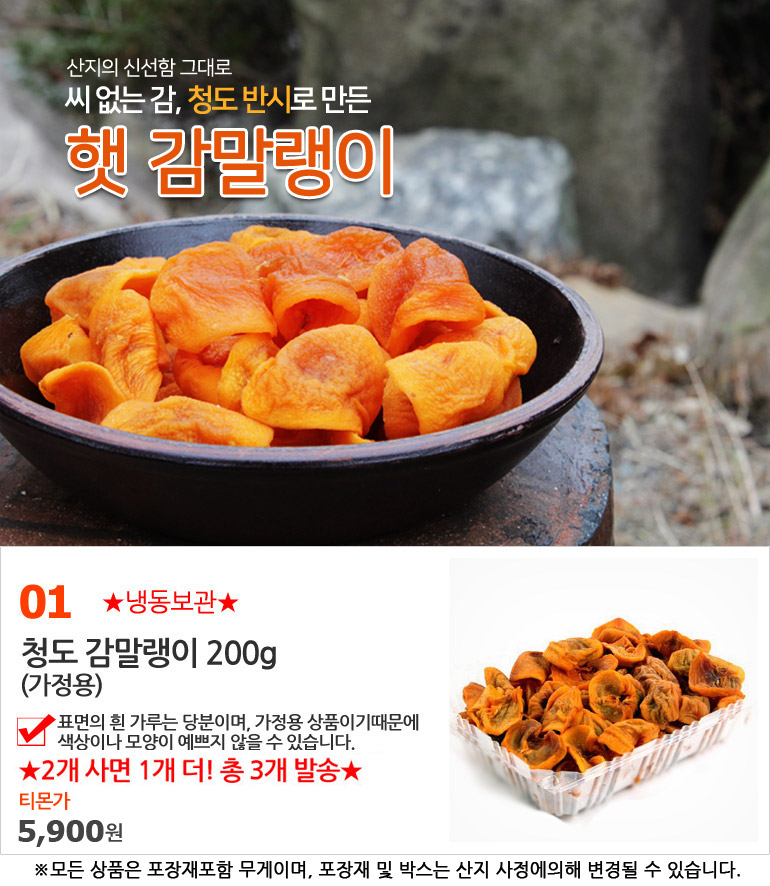 산지의 신선함 그대로
씨 없는 감, 청도 반시로 만든
햇 감말랭이
01 ★냉동보관★
청도 감말랭이 200g
(가정용)
표면의 흰 가루는 당분이며, 가정용 상품이기때문에
색상이나 모양이 예쁘지 않을 수 있습니다.
★2개 사면 1개 더! 총 3개 발송★
티몬가
5,900원
※모든 상품은 포장재포함 무게이며, 포장재 및 박스는 산지 사정에의해 변경될 수 있습니다.